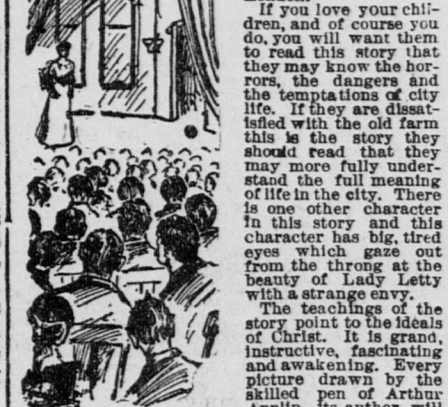 If you love your chil-
dren, and of course you
do, you will want them
to read this story that
they may know the hor-
rors, the dangers and
the temptations of city
life. If they are dissat-
isfied with the old farm
this is the story they
should read that they
may more fully under-
stand the full meaning
of life in the city. There
is one other character
in this story and this
character has big, tired
eyes which gaze out
from the throng at the
beauty of Lady Letty
with a strange envy.
The teachings of the
story point to the ideals
of Christ. It is grand,
instructive, fascinating
and awakening. Every
picture drawn by the
skilled pen of Arthur